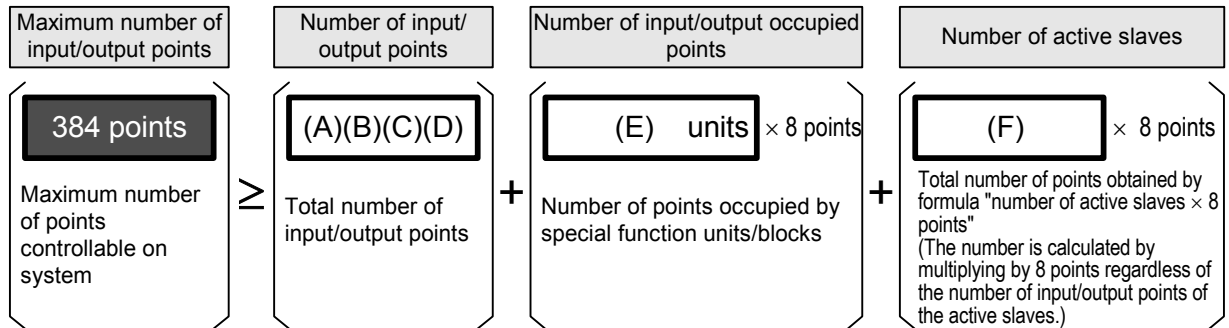 Maximum number of
input/output points
Number of input/
output points
Number of input/output occupied
points
Number of active slaves
384 points
(A)(B)(C)(D)
(E) units × 8 points
(F) × 8 points
Maximum number
of points
controllable on
system
≥
Total number of
input/output points
+
Number of points occupied by
special function units/blocks
+
Total number of points obtained by
formula "number of active slaves × 8
points"
(The number is calculated by
multiplying by 8 points regardless of
the number of input/output points of
the active slaves.)